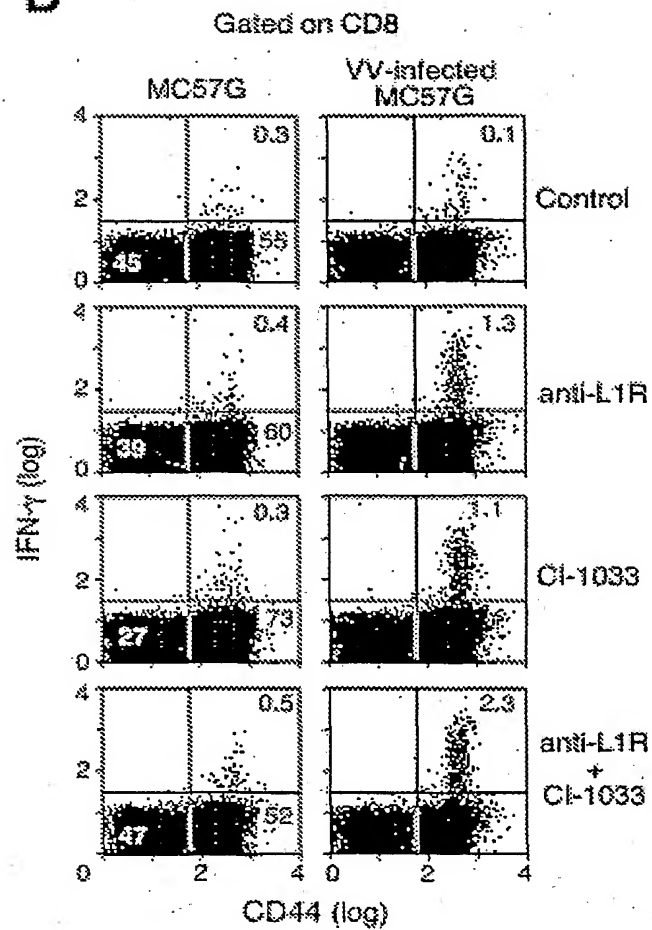 D
Gated on CD8
MC57G
VV-infected
MC57G
4
0.3
0.1
2
Control
55
45
0
4
0.4
1.3
2
anti-L1R
60
39
0
4
0.3
1.1
2
CI-1033
73
27
0
4
0.5
2.3
2
anti-L1R
+
CI-1033
52
47
0
0
2
4
0
2
4
IFN-γ (log)
CD44 (log)